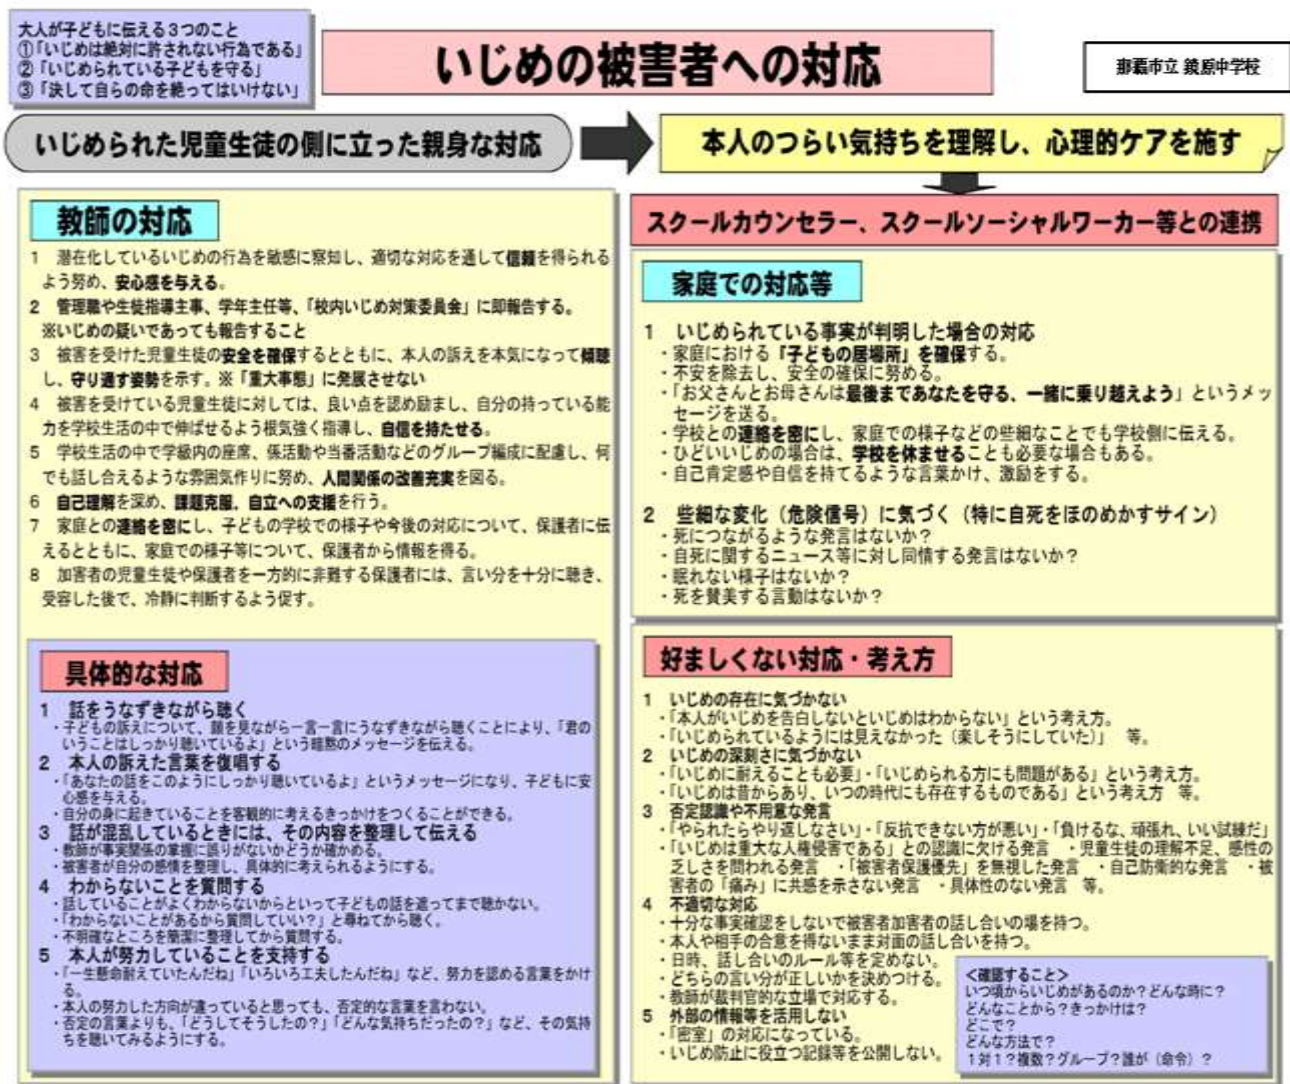 大人が子どもに伝える3つのこと
①「いじめは絶対に許されない行為である」
②「いじめられている子どもを守る」
③「決して自らの命を絶ってはいけない」
いじめの被害者への対応
那覇市立 鏡原中学校
いじめられた児童生徒の側に立った親身な対応
本人のつらい気持ちを理解し、心理的ケアを施す
教師の対応
1 潜在化しているいじめの行為を敏感に察知し、適切な対応を通して信頼を得られる
よう努め、安心感を与える。
2 管理職や生徒指導主事、学年主任等、「校内いじめ対策委員会」に即報告する。
※いじめの疑いであっても報告すること
3 被害を受けた児童生徒の安全を確保するとともに、本人の訴えを本気になって傾聴
し、守り通す姿勢を示す。※「重大事態」に発展させない
4 被害を受けている児童生徒に対しては、良い点を認め励まし、自分の持っている能
力を学校生活の中で伸ばせるよう根気強く指導し、自信を持たせる。
5 学校生活の中で学級内の座席、係活動や当番活動などのグループ編成に配慮し、何
でも話し合えるような雰囲気作りに努め、人間関係の改善充実を図る。
6 自己理解を深め、課題克服、自立への支援を行う。
7 家庭との連絡を密にし、子どもの学校での様子や今後の対応について、保護者に伝
えるとともに、家庭での様子等について、保護者から情報を得る。
8 加害者の児童生徒や保護者を一方的に非難する保護者には、言い分を十分に聴き、
受容した後で、冷静に判断するよう促す。
具体的な対応
1 話をうなずきながら聴く
・子どもの訴えについて、顔を見ながら一言一言にうなずきながら聴くことにより、「君の
いうことはしっかり聴いているよ」という暗黙のメッセージを伝える。
2 本人の訴えた言葉を復唱する
・「あなたの話をこのようにしっかり聴いているよ」というメッセージになり、子どもに安
心感を与える。
・自分の身に起きていることを客観的に考えるきっかけをつくることができる。
3 話が混乱しているときには、その内容を整理して伝える
・教師が事実関係の掌握に誤りがないかどうか確かめる。
・被害者が自分の感情を整理し、具体的に考えられるようにする。
4 わからないことを質問する
・話していることがよくわからないからといって子どもの話を遮ってまで聴かない。
・「わからないことがあるから質問していい?」と尋ねてから聴く。
・不明確なところを簡潔に整理してから質問する。
5 本人が努力していることを支持する
・「一生懸命耐えていたんだね」「いろいろ工夫したんだね」など、努力を認める言葉をかけ
る。
・本人の努力した方向が違っていると思っても、否定的な言葉を言わない。
・否定の言葉よりも、「どうしてそうしたの?」「どんな気持ちだったの?」など、その気持
ちを聴いてみるようにする。
スクールカウンセラー、スクールソーシャルワーカー等との連携
家庭での対応等
1 いじめられている事実が判明した場合の対応
・家庭における「子どもの居場所」を確保する。
・不安を除去し、安全の確保に努める。
・「お父さんとお母さんは最後まであなたを守る、一緒に乗り越えよう」というメッ
セージを送る。
・学校との連絡を密にし、家庭での様子などの些細なことでも学校側に伝える。
・ひどいいじめの場合は、学校を休ませることも必要な場合もある。
・自己肯定感や自信を持てるような言葉かけ、激励をする。
2 些細な変化(危険信号)に気づく(特に自死をほのめかすサイン)
・死につながるような発言はないか?
・自死に関するニュース等に対し同情する発言はないか?
・眠れない様子はないか?
・死を賛美する言動はないか?
好ましくない対応・考え方
1 いじめの存在に気づかない
・「本人がいじめを告白しないといじめはわからない」という考え方。
・「いじめられているようには見えなかった(楽しそうにしていた)」 等。
2 いじめの深刻さに気づかない
・「いじめに耐えることも必要」・「いじめられる方にも問題がある」という考え方。
・「いじめは昔からあり、いつの時代にも存在するものである」という考え方 等。
3 否定認識や不用意な発言
・「やられたらやり返しなさい」・「反抗できない方が悪い」・「負けるな、頑張れ、いい試練だ」
・「いじめは重大な人権侵害である」との認識に欠ける発言 ・児童生徒の理解不足、感性の
乏しさを問われる発言 ・「被害者保護優先」を無視した発言 ・自己防衛的な発言 ・被
害者の「痛み」に共感を示さない発言 ・具体性のない発言 等。
4 不適切な対応
・十分な事実確認をしないで被害者加害者の話し合いの場を持つ。
・本人や相手の合意を得ないまま対面の話し合いを持つ。
・日時、話し合いのルール等を定めない。
・どちらの言い分が正しいかを決めつける。
・教師が裁判官的な立場で対応する。
5 外部の情報等を活用しない
・「密室」の対応になっている。
・いじめ防止に役立つ記録等を公開しない。
<確認すること>
いつ頃からいじめがあるのか?どんな時に?
どんなことから?きっかけは?
どこで?
どんな方法で?
1対1?複数?グループ?誰が(命令)?